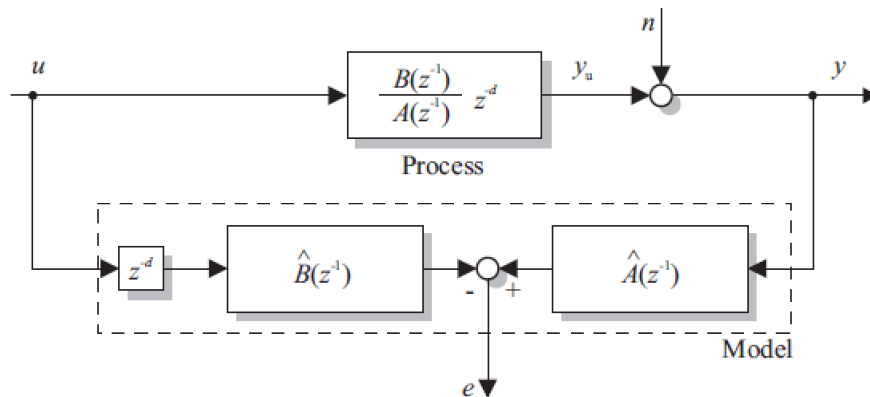 n
u
B(z⁻¹)
A(z⁻¹)
z⁻ᵈ
yᵤ
y
Process
z⁻ᵈ
B̂(z⁻¹)
- +
Â(z⁻¹)
Model
e